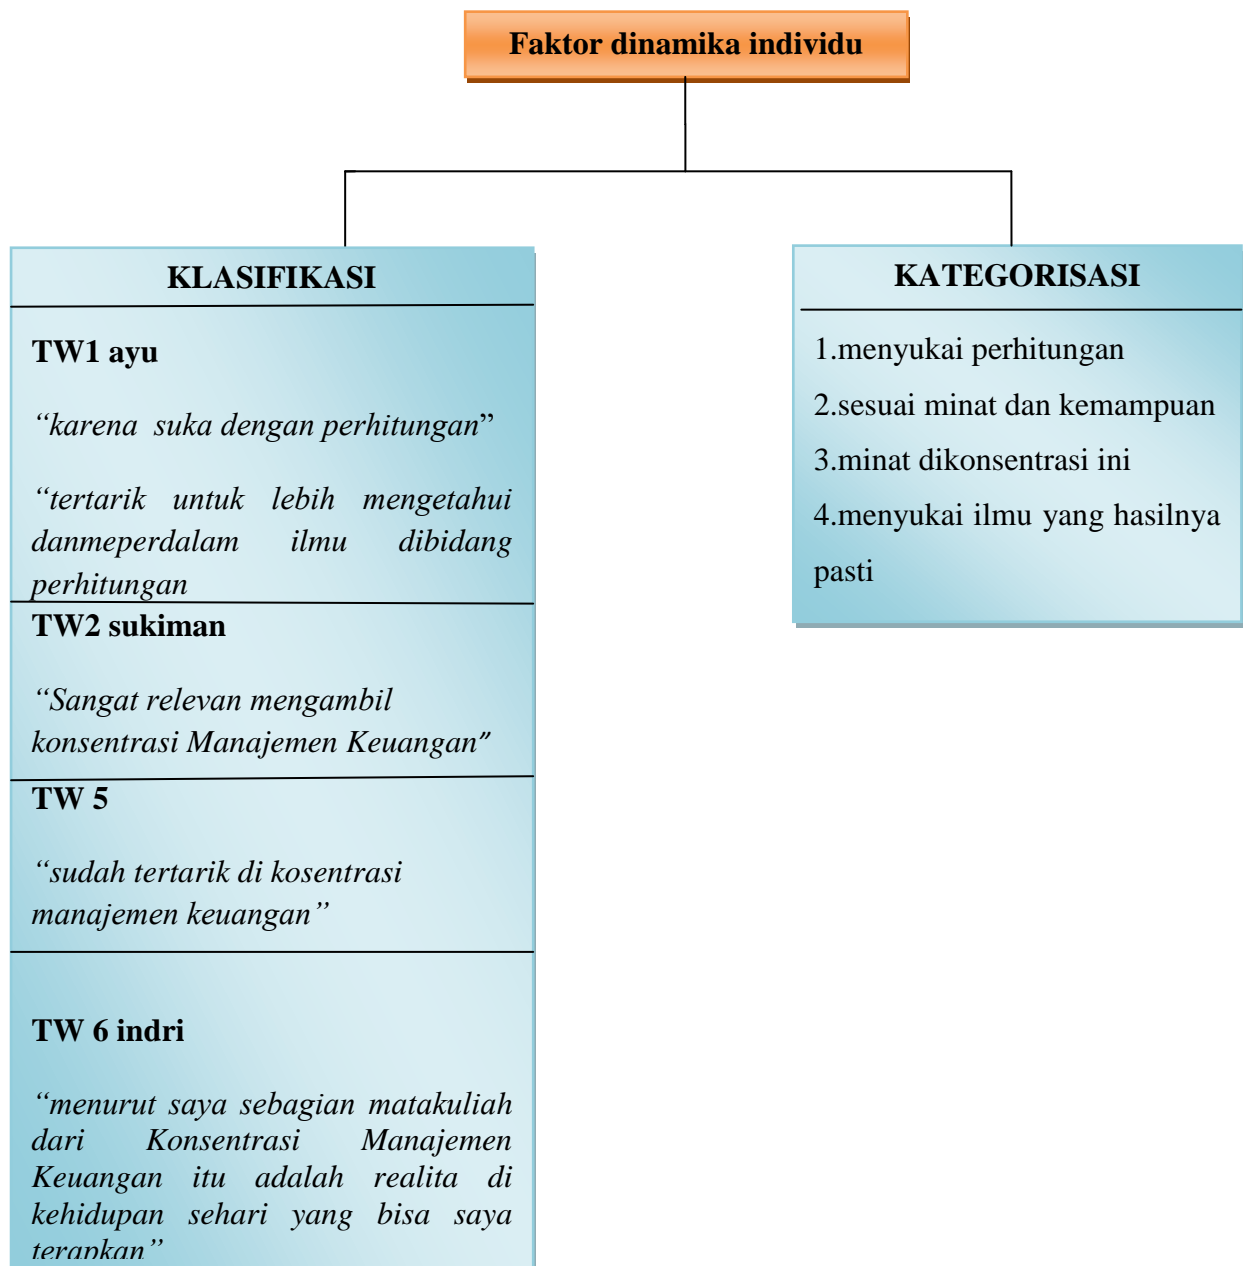 Faktor dinamika individu
KLASIFIKASI
TW1 ayu
“karena suka dengan perhitungan”
“tertarik untuk lebih mengetahui
danmeperdalam ilmu dibidang
perhitungan
TW2 sukiman
“Sangat relevan mengambil
konsentrasi Manajemen Keuangan”
TW 5
“sudah tertarik di kosentrasi
manajemen keuangan”
TW 6 indri
“menurut saya sebagian matakuliah
dari Konsentrasi Manajemen
Keuangan itu adalah realita di
kehidupan sehari yang bisa saya
terapkan”
KATEGORISASI
1.menyukai perhitungan
2.sesuai minat dan kemampuan
3.minat dikonsentrasi ini
4.menyukai ilmu yang hasilnya
pasti